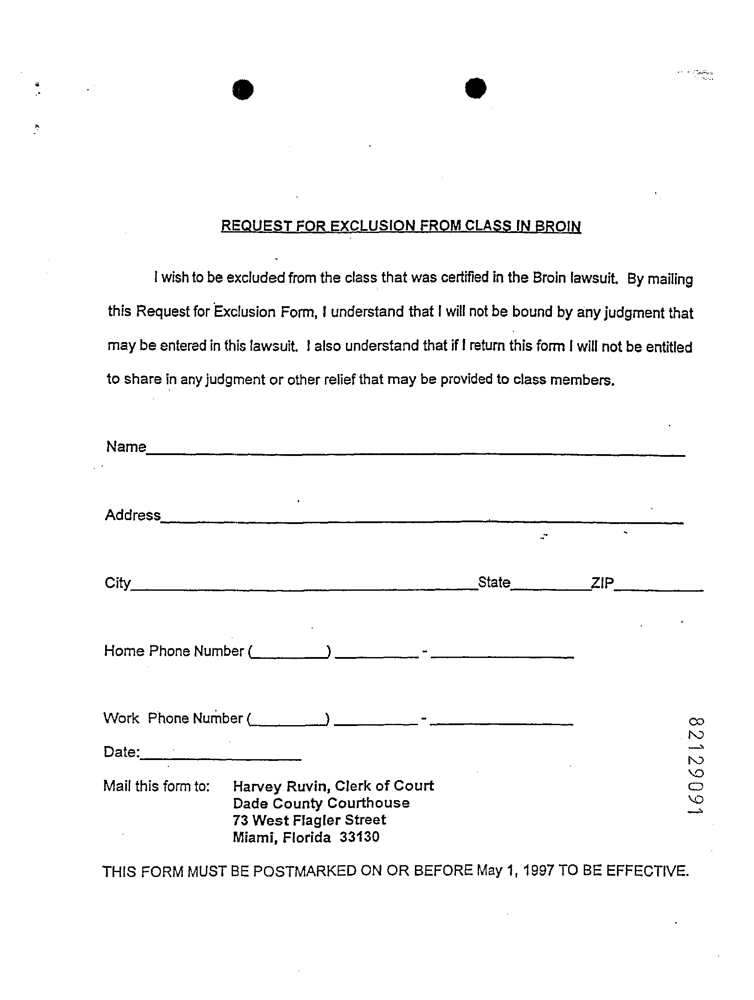 REQUEST FOR EXCLUSION FROM CLASS IN BROIN
I wish to be excluded from the class that was certified in the Broin lawsuit. By mailing
this Request for Exclusion Form, I understand that I will not be bound by any judgment that
may be entered in this lawsuit. I also understand that if I return this form I will not be entitled
to share in any judgment or other relief that may be provided to class members.
Name
Address
City State ZIP
Home Phone Number ( ) -
Work Phone Number ( ) -
Date:
Mail this form to: Harvey Ruvin, Clerk of Court
Dade County Courthouse
73 West Flagler Street
Miami, Florida 33130
THIS FORM MUST BE POSTMARKED ON OR BEFORE May 1, 1997 TO BE EFFECTIVE.
82129091